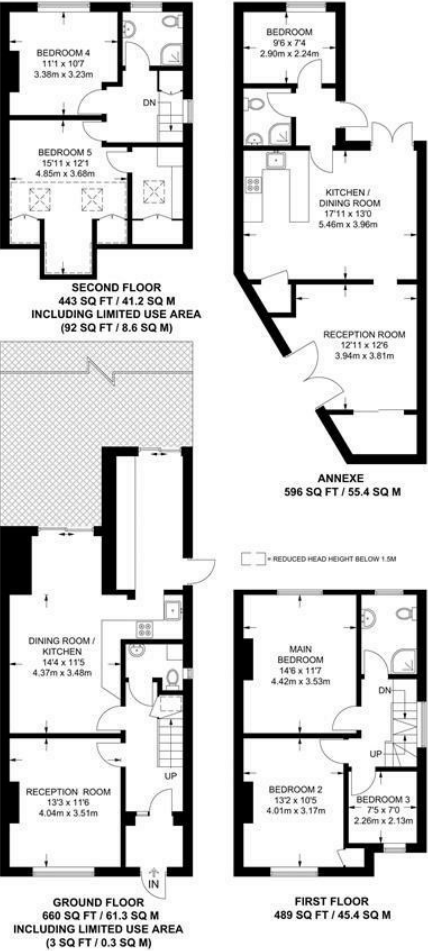 BEDROOM 4
11'1 x 10'7
3.38m x 3.23m
DN
BEDROOM 5
15'11 x 12'1
4.85m x 3.68m
SECOND FLOOR
443 SQ FT / 41.2 SQ M
INCLUDING LIMITED USE AREA
(92 SQ FT / 8.6 SQ M)
BEDROOM
9'6 x 7'4
2.90m x 2.24m
KITCHEN /
DINING ROOM
17'11 x 13'0
5.46m x 3.96m
RECEPTION ROOM
12'11 x 12'6
3.94m x 3.81m
ANNEXE
596 SQ FT / 55.4 SQ M
= REDUCED HEAD HEIGHT BELOW 1.5M
DINING ROOM /
KITCHEN
14'4 x 11'5
4.37m x 3.48m
RECEPTION ROOM
13'3 x 11'6
4.04m x 3.51m
UP
IN
GROUND FLOOR
660 SQ FT / 61.3 SQ M
INCLUDING LIMITED USE AREA
(3 SQ FT / 0.3 SQ M)
MAIN
BEDROOM
14'6 x 11'7
4.42m x 3.53m
DN
UP
BEDROOM 2
13'2 x 10'5
4.01m x 3.17m
BEDROOM 3
7'5 x 7'0
2.26m x 2.13m
FIRST FLOOR
489 SQ FT / 45.4 SQ M